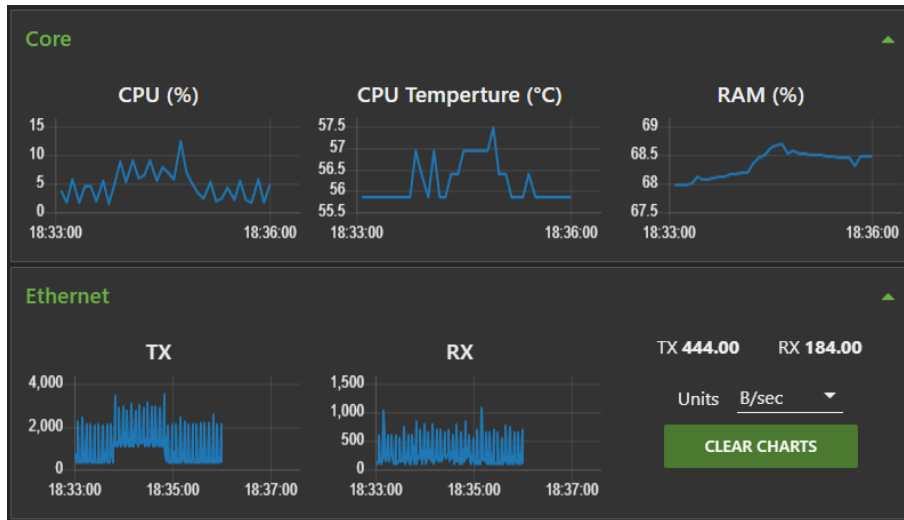 Core
CPU (%)
15
10
5
0
18:33:00 18:36:00
CPU Temperture (°C)
57.5
57
56.5
56
55.5
18:33:00 18:36:00
RAM (%)
69
68.5
68
67.5
18:33:00 18:36:00
Ethernet
TX
4,000
2,000
0
18:33:00 18:35:00 18:37:00
RX
1,500
1,000
500
0
18:33:00 18:35:00 18:37:00
TX 444.00 RX 184.00
Units B/sec
CLEAR CHARTS